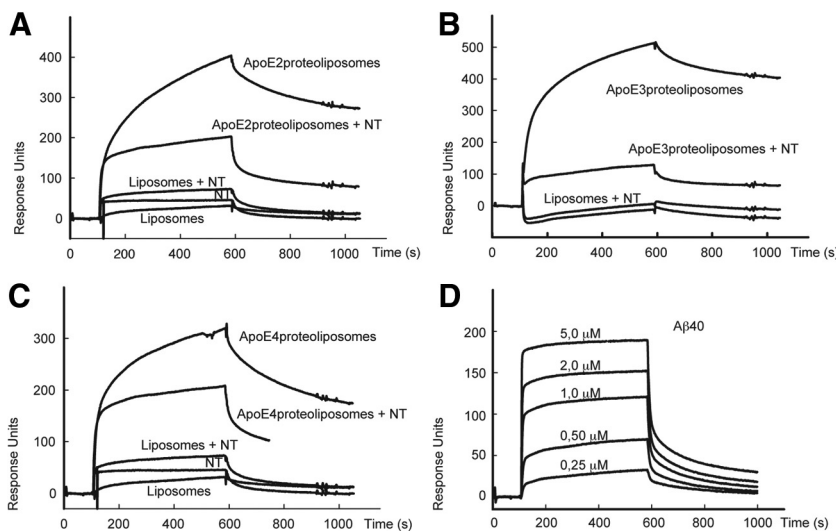 A
Response Units
400
300
200
100
0
ApoE2proteoliposomes
ApoE2proteoliposomes + NT
Liposomes + NT
NT
Liposomes
0 200 400 600 800 1000 Time (s)
B
Response Units
500
400
300
200
100
0
ApoE3proteoliposomes
ApoE3proteoliposomes + NT
Liposomes + NT
0 200 400 600 800 1000 Time (s)
C
Response Units
300
200
100
0
ApoE4proteoliposomes
ApoE4proteoliposomes + NT
Liposomes + NT
NT
Liposomes
0 200 400 600 800 1000 Time (s)
D
Response Units
200
150
100
50
0
Aβ40
5,0 µM
2,0 µM
1,0 µM
0,50 µM
0,25 µM
0 200 400 600 800 1000 Time (s)